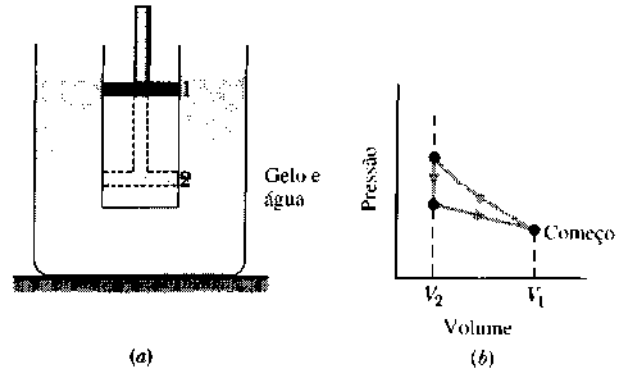 1
2
Gelo e
água
(a)
Pressão
Começo
V₂
V₁
Volume
(b)